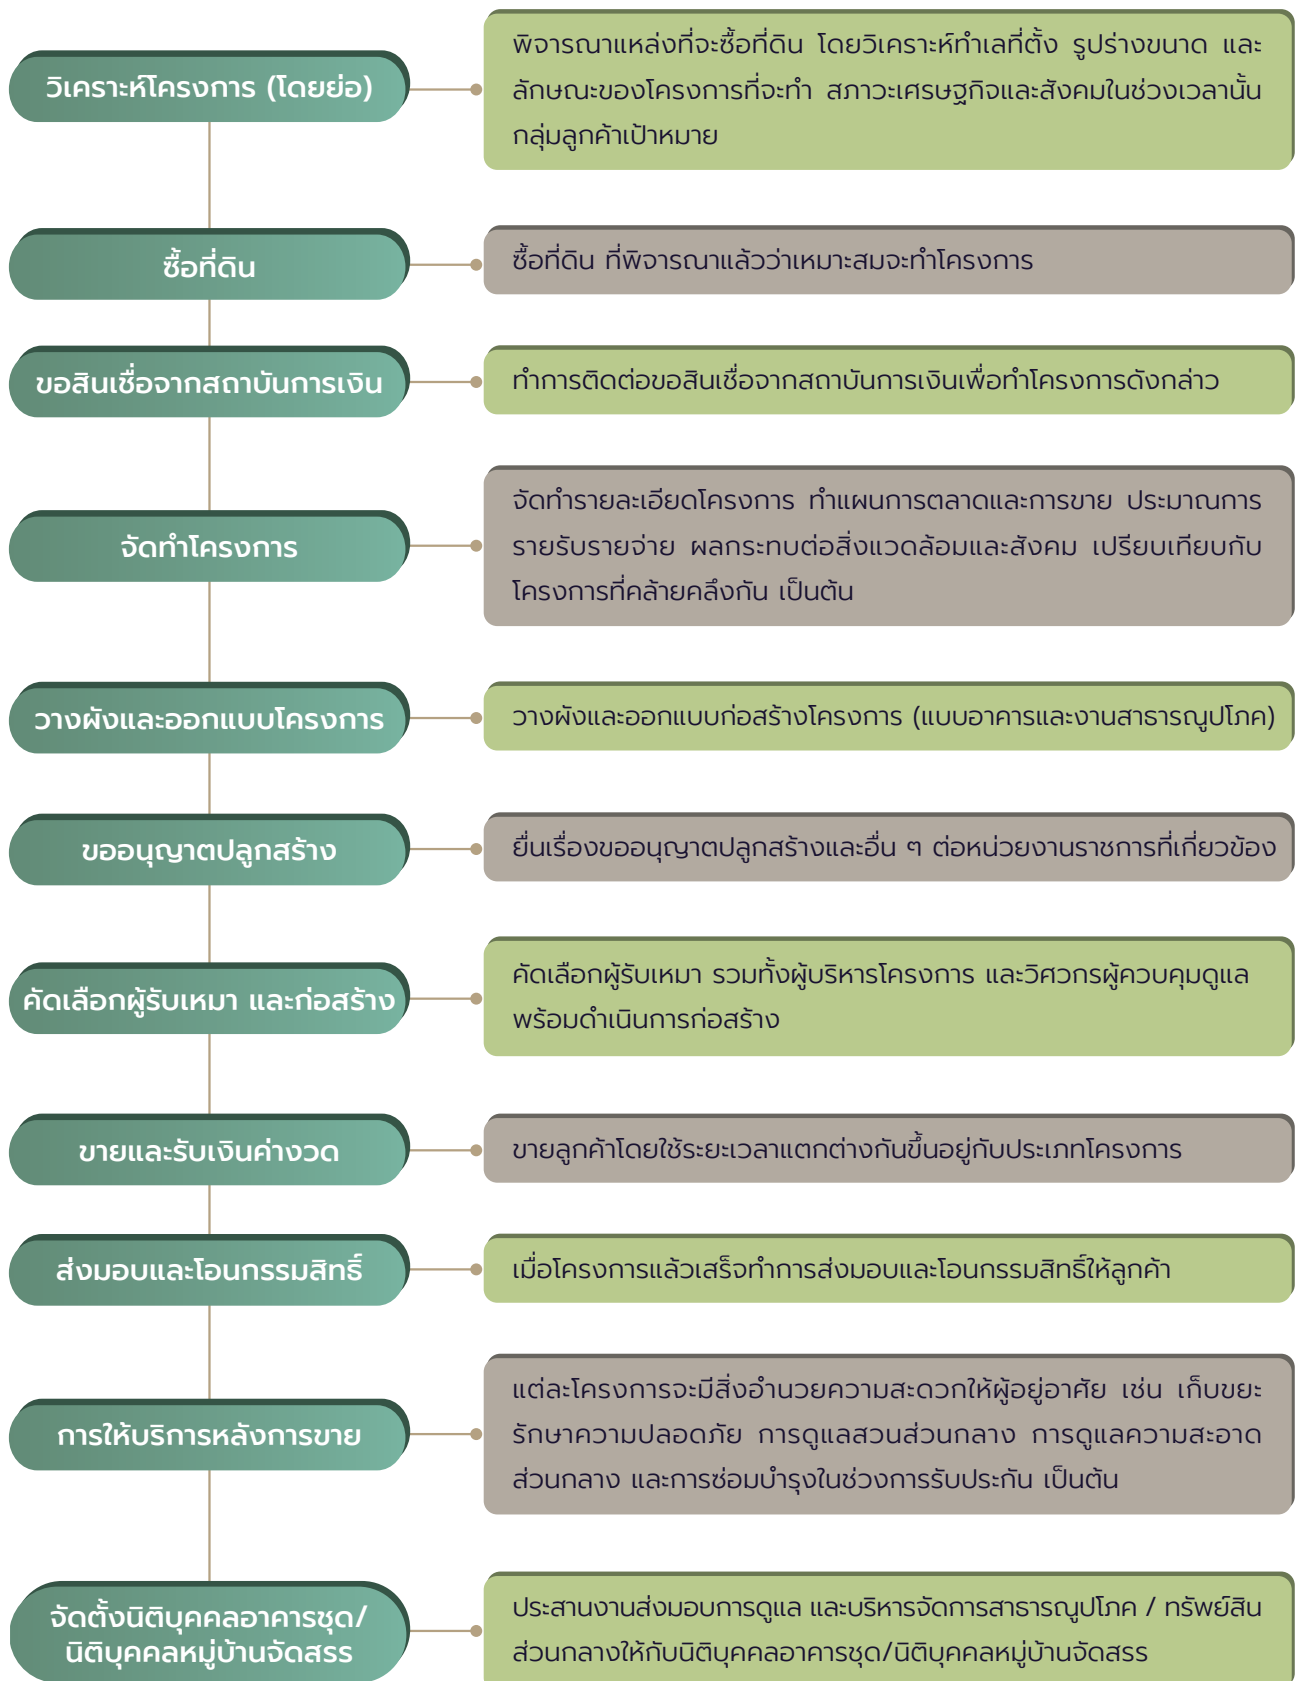 วิเคราะห์โครงการ (โดยย่อ)
พิจารณาแหล่งที่จะซื้อที่ดิน โดยวิเคราะห์ทำเลที่ตั้ง รูปร่างขนาด และ
ลักษณะของโครงการที่จะทำ สภาวะเศรษฐกิจและสังคมในช่วงเวลานั้น
กลุ่มลูกค้าเป้าหมาย
ซื้อที่ดิน
ซื้อที่ดิน ที่พิจารณาแล้วว่าเหมาะสมจะทำโครงการ
ขอสินเชื่อจากสถาบันการเงิน
ทำการติดต่อขอสินเชื่อจากสถาบันการเงินเพื่อทำโครงการดังกล่าว
จัดทำโครงการ
จัดทำรายละเอียดโครงการ ทำแผนการตลาดและการขาย ประมาณการ
รายรับรายจ่าย ผลกระทบต่อสิ่งแวดล้อมและสังคม เปรียบเทียบกับ
โครงการที่คล้ายคลึงกัน เป็นต้น
วางผังและออกแบบโครงการ
วางผังและออกแบบก่อสร้างโครงการ (แบบอาคารและงานสาธารณูปโภค)
ขออนุญาตปลูกสร้าง
ยื่นเรื่องขออนุญาตปลูกสร้างและอื่น ๆ ต่อหน่วยงานราชการที่เกี่ยวข้อง
คัดเลือกผู้รับเหมา และก่อสร้าง
คัดเลือกผู้รับเหมา รวมทั้งผู้บริหารโครงการ และวิศวกรผู้ควบคุมดูแล
พร้อมดำเนินการก่อสร้าง
ขายและรับเงินค่างวด
ขายลูกค้าโดยใช้ระยะเวลาแตกต่างกันขึ้นอยู่กับประเภทโครงการ
ส่งมอบและโอนกรรมสิทธิ์
เมื่อโครงการแล้วเสร็จทำการส่งมอบและโอนกรรมสิทธิ์ให้ลูกค้า
การให้บริการหลังการขาย
แต่ละโครงการจะมีสิ่งอำนวยความสะดวกให้ผู้อยู่อาศัย เช่น เก็บขยะ
รักษาความปลอดภัย การดูแลสวนส่วนกลาง การดูแลความสะอาด
ส่วนกลาง และการซ่อมบำรุงในช่วงการรับประกัน เป็นต้น
จัดตั้งนิติบุคคลอาคารชุด/
นิติบุคคลหมู่บ้านจัดสรร
ประสานงานส่งมอบการดูแล และบริหารจัดการสาธารณูปโภค / ทรัพย์สิน
ส่วนกลางให้กับนิติบุคคลอาคารชุด/นิติบุคคลหมู่บ้านจัดสรร